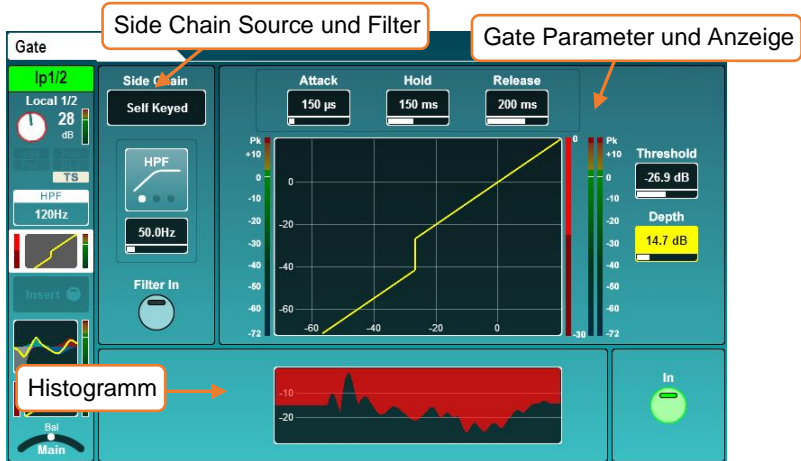 Side Chain Source und Filter
Gate Parameter und Anzeige
Gate
Ip1/2
Local 1/2
28
dB
TS
HPF
120Hz
Insert
Bal
Main
Side Chain
Self Keyed
HPF
50.0Hz
Filter In
Attack
Hold
Release
150 µs
150 ms
200 ms
Pk
+10
0
-10
-20
-30
-40
-50
-60
-72
0
-20
-40
-60
-60
-40
-20
0
0
-30
Pk
+10
0
-10
-20
-30
-40
-50
-60
-72
Threshold
-26.9 dB
Depth
14.7 dB
Histogramm
-10
-20
In